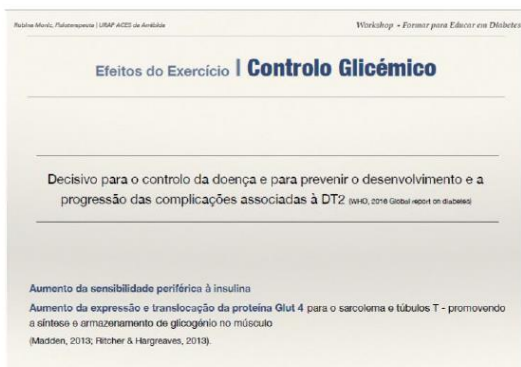 Rubina Moniz, Fisioterapeuta | URAP ACES da Arrábida
Workshop - Formar para Educar em Diabetes
Efeitos do Exercício | Controlo Glicémico
Decisivo para o controlo da doença e para prevenir o desenvolvimento e a
progressão das complicações associadas à DT2 (WHO, 2016 Global report on diabetes)
Aumento da sensibilidade periférica à insulina
Aumento da expressão e translocação da proteína Glut 4 para o sarcolema e túbulos T - promovendo
a síntese e armazenamento de glicogénio no músculo
(Madden, 2013; Ritcher & Hargreaves, 2013).